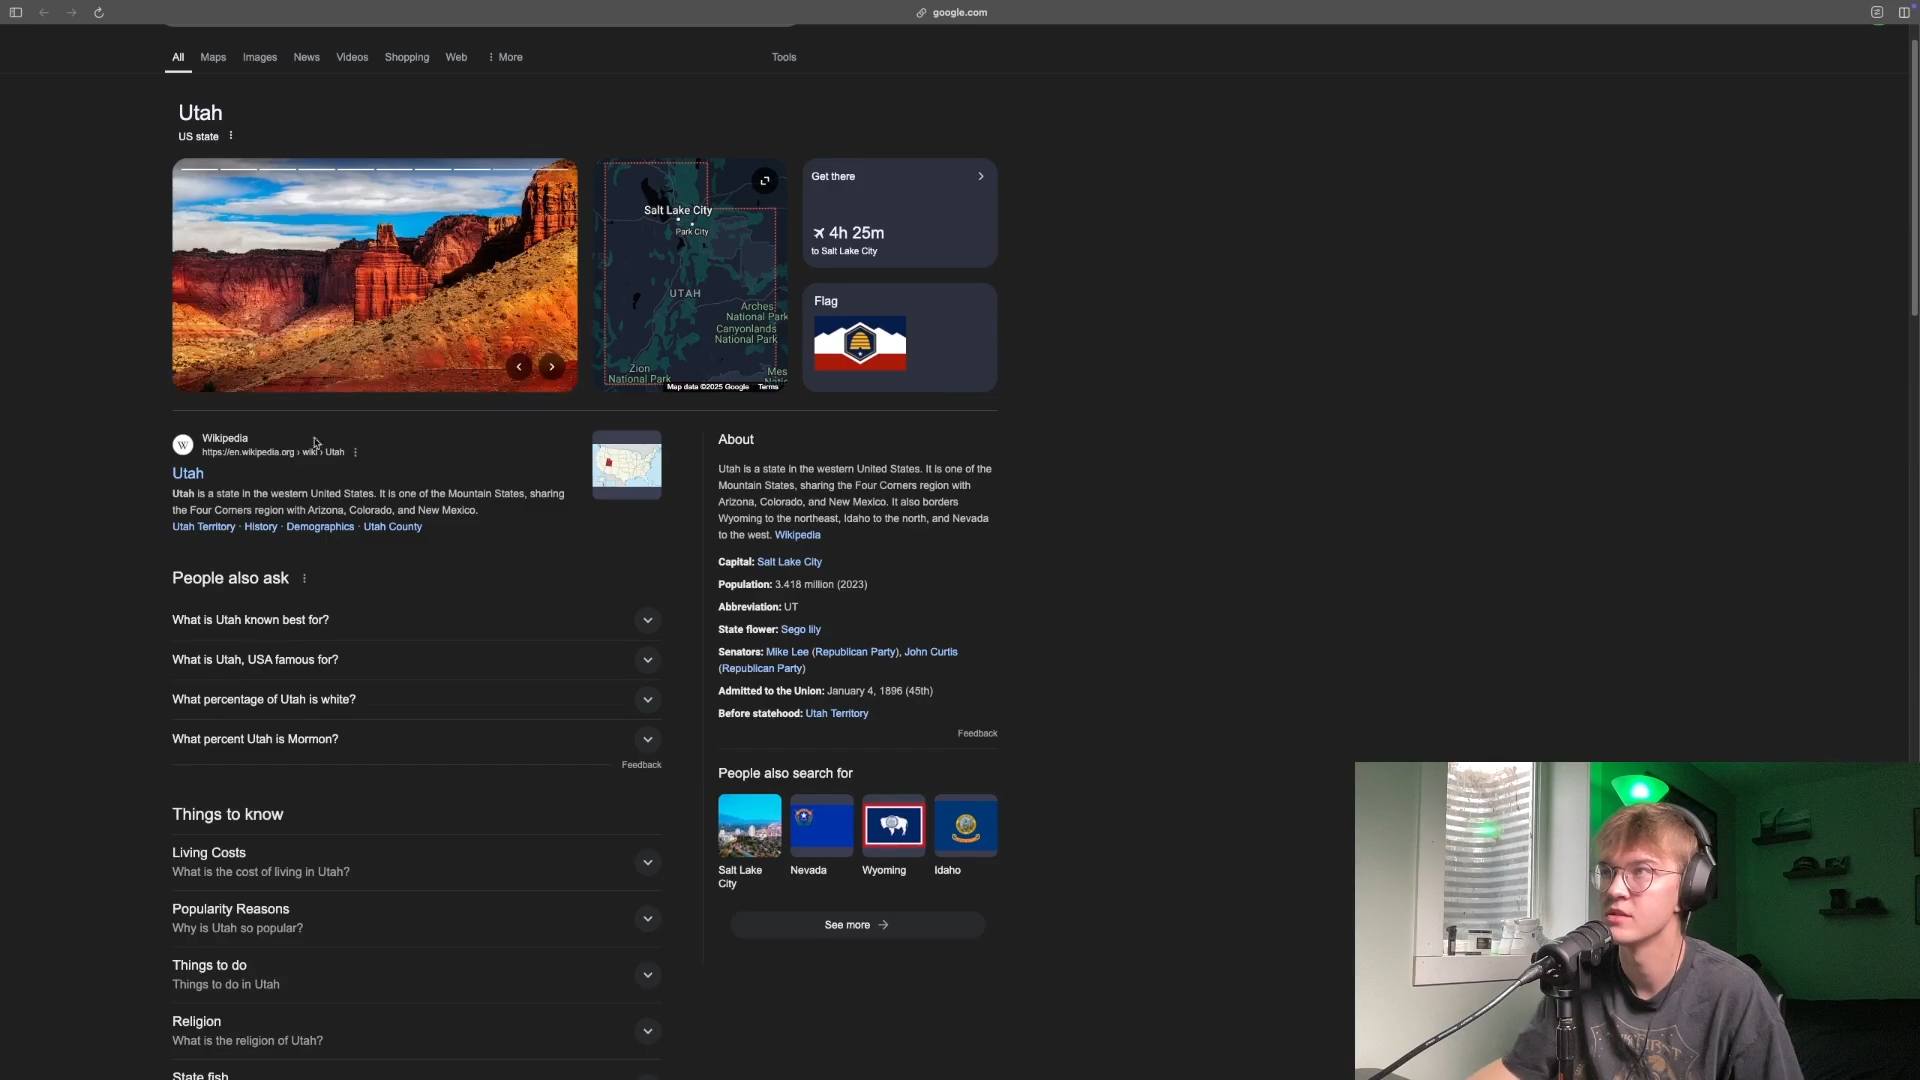 google.com
All
Maps
Images
News
Videos
Shopping
Web
More
Tools
Utah
US state
Salt Lake City
Park City
UTAH
Arches
National Park
Canyonlands
National Park
Zion
National Park
Mes
Map data ©2025 Google
Terms
Get there
4h 25m
to Salt Lake City
Flag
W
Wikipedia
https://en.wikipedia.org › wiki › Utah
Utah
Utah is a state in the western United States. It is one of the Mountain States, sharing
the Four Corners region with Arizona, Colorado, and New Mexico.
Utah Territory · History · Demographics · Utah County
People also ask
What is Utah known best for?
What is Utah, USA famous for?
What percentage of Utah is white?
What percent Utah is Mormon?
Feedback
Things to know
Living Costs
What is the cost of living in Utah?
Popularity Reasons
Why is Utah so popular?
Things to do
Things to do in Utah
Religion
What is the religion of Utah?
State fish
About
Utah is a state in the western United States. It is one of the
Mountain States, sharing the Four Corners region with
Arizona, Colorado, and New Mexico. It also borders
Wyoming to the northeast, Idaho to the north, and Nevada
to the west. Wikipedia
Capital: Salt Lake City
Population: 3.418 million (2023)
Abbreviation: UT
State flower: Sego lily
Senators: Mike Lee (Republican Party), John Curtis
(Republican Party)
Admitted to the Union: January 4, 1896 (45th)
Before statehood: Utah Territory
Feedback
People also search for
Salt Lake
City
Nevada
Wyoming
Idaho
See more